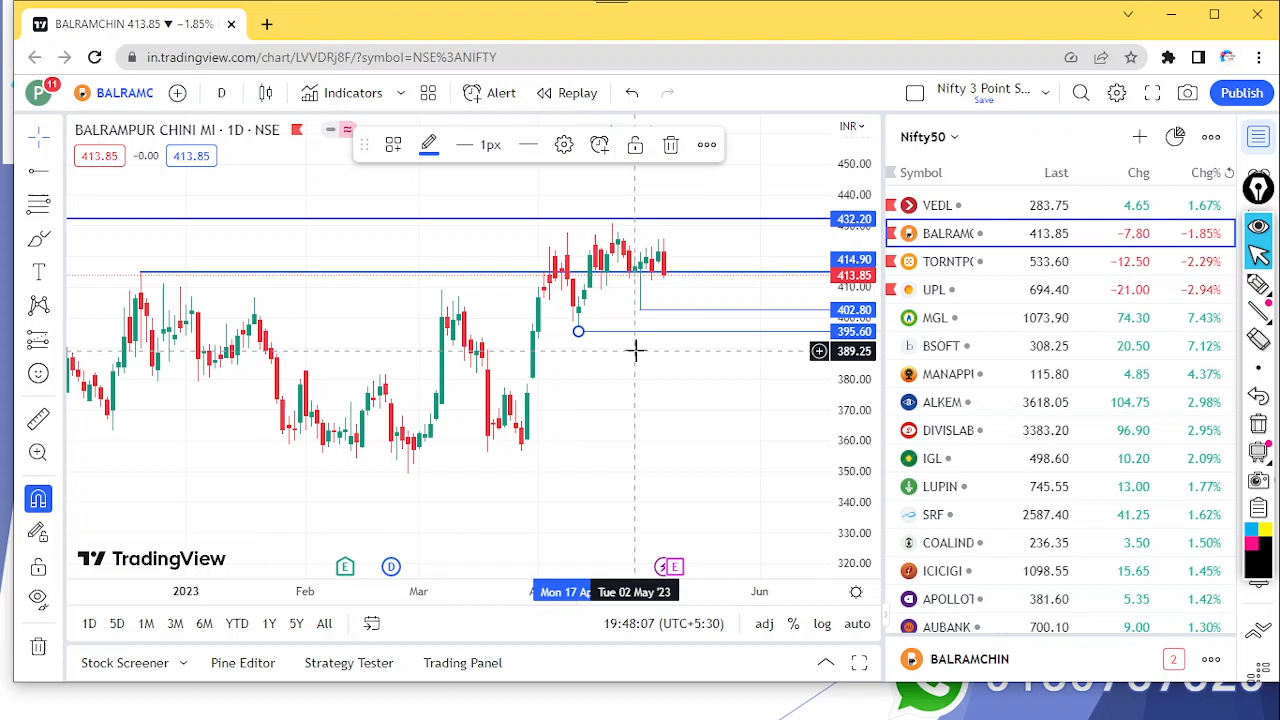 BALRAMCHIN 413.85 ▼ −1.85%
in.tradingview.com/chart/LVVDRj8F/?symbol=NSE%3ANIFTY
P 11 BALRAMC D Indicators Alert Replay Nifty 3 Point S... Save Publish
BALRAMPUR CHINI MI · 1D · NSE
413.85 -0.00 413.85
1px
INR
450.00
440.00
432.20
414.90
413.85
410.00
402.80
395.60
389.25
380.00
370.00
360.00
350.00
340.00
330.00
320.00
TradingView
E D E
2023 Feb Mar Mon 17 Ap Tue 02 May '23 Jun
1D 5D 1M 3M 6M YTD 1Y 5Y All 19:48:07 (UTC+5:30) adj % log auto
Stock Screener Pine Editor Strategy Tester Trading Panel
Nifty50
Symbol Last Chg Chg%
VEDL 283.75 4.65 1.67%
BALRAMC 413.85 −7.80 −1.85%
TORNTPC 533.60 −12.50 −2.29%
UPL 694.40 −21.00 −2.94%
MGL 1073.90 74.30 7.43%
BSOFT 308.25 20.50 7.12%
MANAPPI 115.80 4.85 4.37%
ALKEM 3618.05 104.75 2.98%
DIVISLAB 3383.20 96.90 2.95%
IGL 498.60 10.20 2.09%
LUPIN 745.55 13.00 1.77%
SRF 2587.40 41.25 1.62%
COALIND 236.35 3.50 1.50%
ICICIGI 1098.55 15.65 1.45%
APOLLOT 381.60 5.35 1.42%
AUBANK 700.10 9.00 1.30%
BALRAMCHIN 2